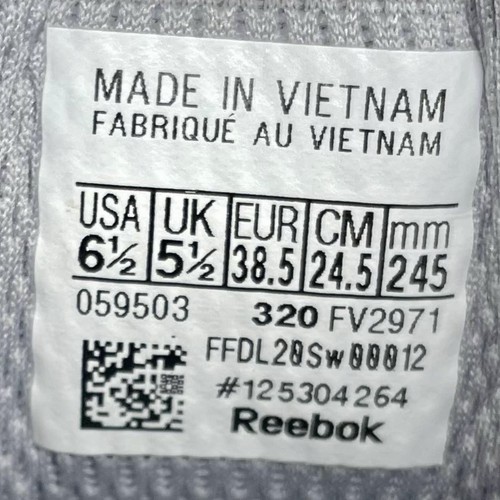 MADE IN VIETNAM
FABRIQUÉ AU VIETNAM
USA UK EUR CM mm
6½ 5½ 38.5 24.5 245
059503 320 FV2971
FFDL20Sw00012
#125304264
Reebok